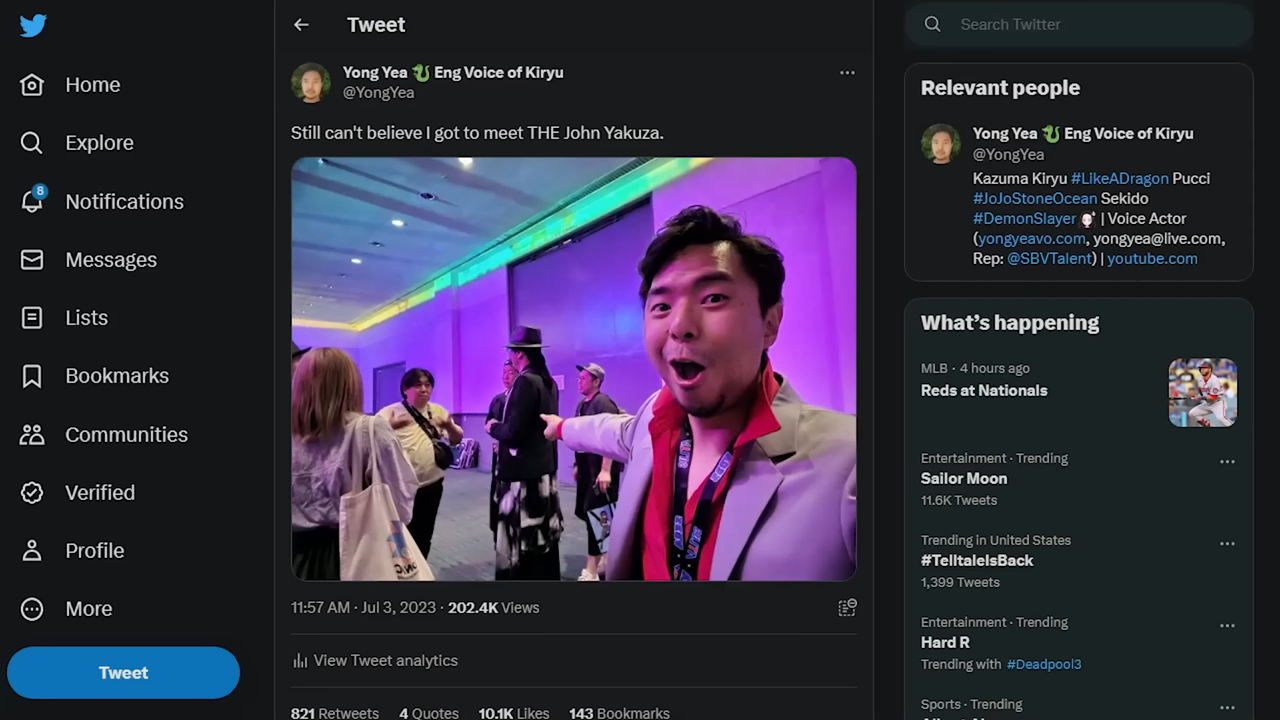 Home
Explore
8
Notifications
Messages
Lists
Bookmarks
Communities
Verified
Profile
More
Tweet
Tweet
Yong Yea 🐉 Eng Voice of Kiryu
@YongYea
Still can't believe I got to meet THE John Yakuza.
11:57 AM · Jul 3, 2023 · 202.4K Views
View Tweet analytics
821 Retweets 4 Quotes 10.1K Likes 143 Bookmarks
Search Twitter
Relevant people
Yong Yea 🐉 Eng Voice of Kiryu
@YongYea
Kazuma Kiryu #LikeADragon Pucci
#JoJoStoneOcean Sekido
#DemonSlayer | Voice Actor
(yongyeavo.com, yongyea@live.com,
Rep: @SBVTalent) | youtube.com
What's happening
MLB · 4 hours ago
Reds at Nationals
Entertainment · Trending
Sailor Moon
11.6K Tweets
Trending in United States
#TelltaleIsBack
1,399 Tweets
Entertainment · Trending
Hard R
Trending with #Deadpool3
Sports · Trending